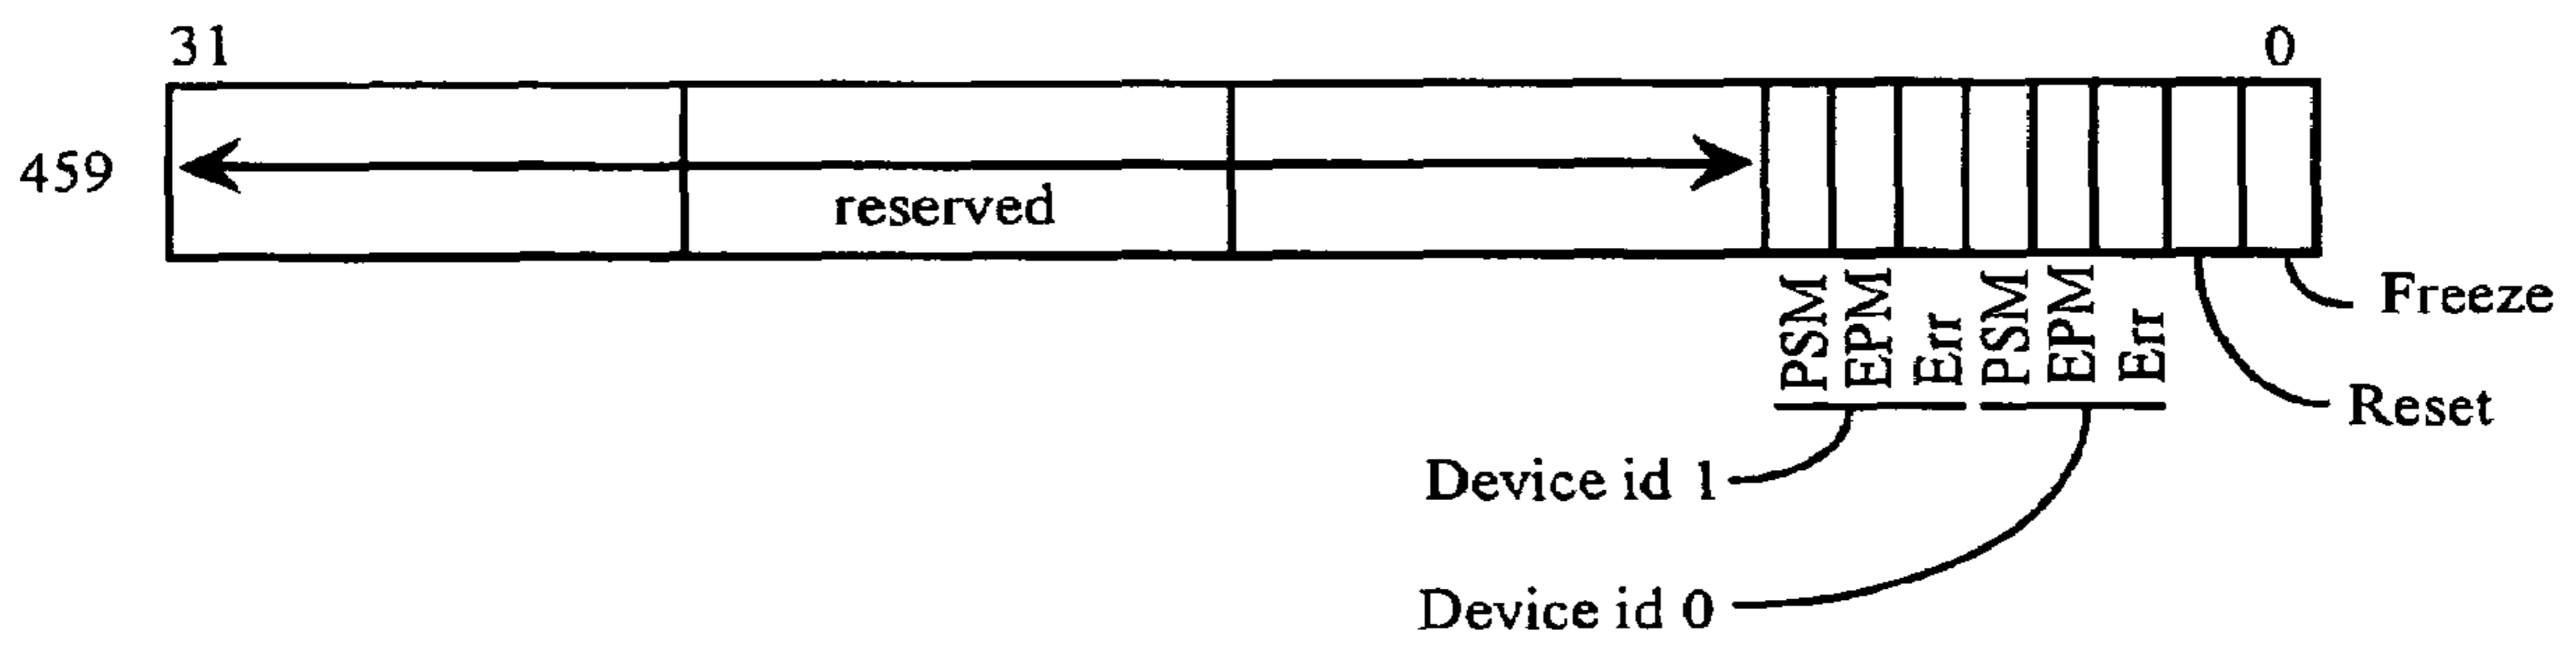 31 0
459
reserved
PSM EPM Err PSM EPM Err
Freeze
Reset
Device id 1
Device id 0